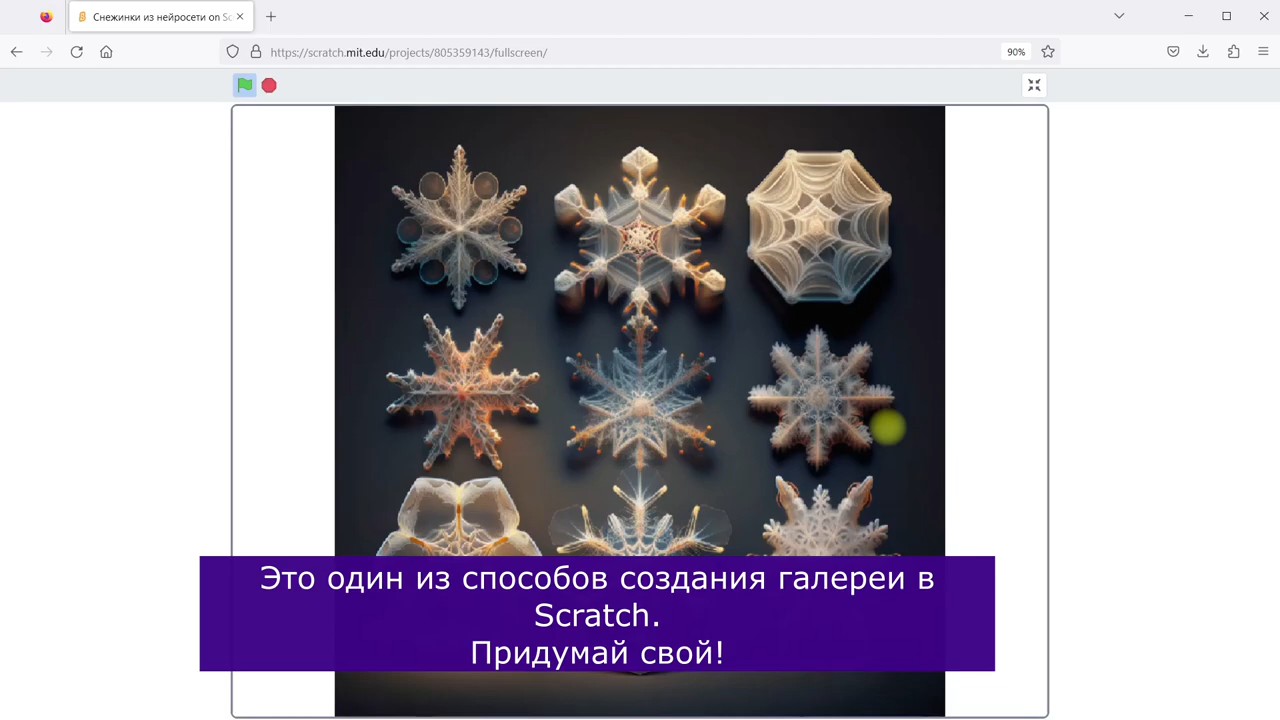 Снежинки из нейросети on Sc
https://scratch.mit.edu/projects/805359143/fullscreen/
90%
Это один из способов создания галереи в
Scratch.
Придумай свой!